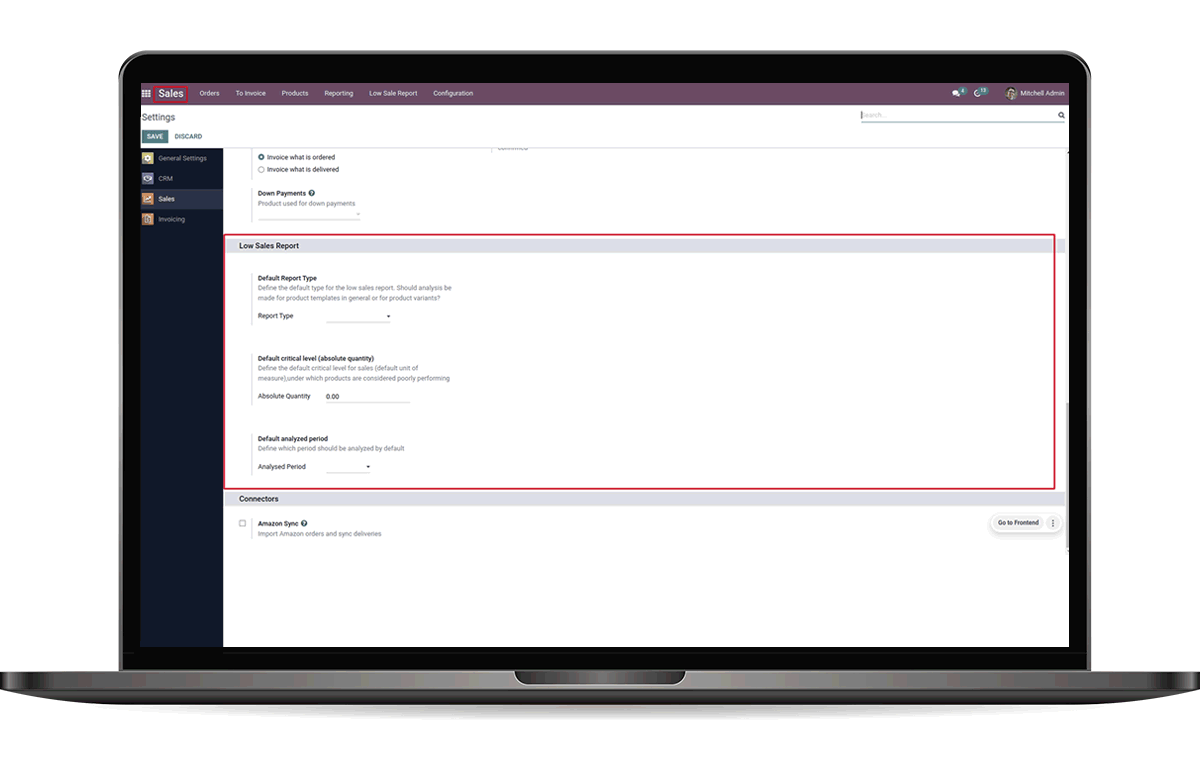 Sales Orders To Invoice Products Reporting Low Sale Report Configuration 4 13 Mitchell Admin
Settings
Search...
SAVE DISCARD
General Settings
CRM
Sales
Invoicing
Invoice what is ordered
Invoice what is delivered
Down Payments
Product used for down payments
Low Sales Report
Default Report Type
Define the default type for the low sales report. Should analysis be
made for product templates in general or for product variants?
Report Type
Default critical level (absolute quantity)
Define the default critical level for sales (default unit of
measure),under which products are considered poorly performing
Absolute Quantity 0.00
Default analyzed period
Define which period should be analyzed by default
Analysed Period
Connectors
Amazon Sync
Import Amazon orders and sync deliveries
Go to Frontend